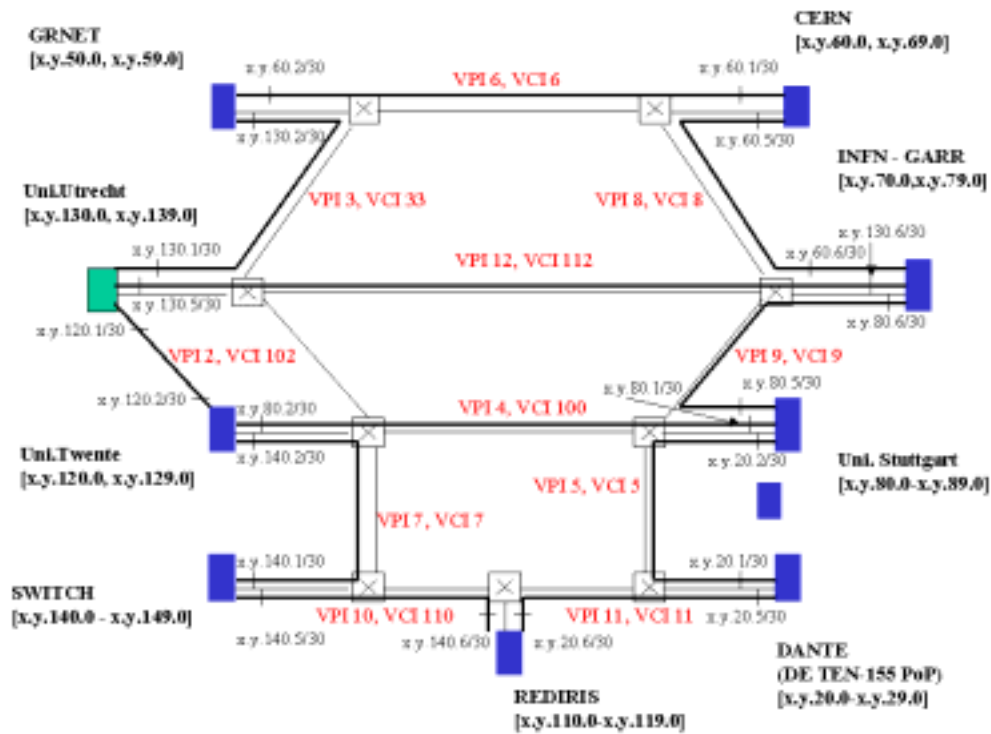 GRNET
[x.y.50.0, x.y.59.0]
CERN
[x.y.60.0, x.y.69.0]
x.y.60.2/30
VPI 6, VCI 6
x.y.60.1/30
x.y.130.2/30
x.y.60.5/30
INFN - GARR
[x.y.70.0,x.y.79.0]
Uni.Utrecht
[x.y.130.0, x.y.139.0]
VPI 3, VCI 33
VPI 8, VCI 8
x.y.130.6/30
x.y.130.1/30
VPI 12, VCI 112
x.y.60.6/30
x.y.130.5/30
x.y.120.1/30
x.y.80.6/30
VPI 2, VCI 102
VPI 9, VCI 9
x.y.80.1/30
x.y.80.5/30
x.y.120.2/30
x.y.80.2/30
VPI 4, VCI 100
Uni.Twente
[x.y.120.0, x.y.129.0]
x.y.140.2/30
x.y.20.2/30
Uni. Stuttgart
[x.y.80.0-x.y.89.0]
VPI 5, VCI 5
VPI 7, VCI 7
x.y.140.1/30
x.y.20.1/30
SWITCH
[x.y.140.0 - x.y.149.0]
VPI 10, VCI 110
VPI 11, VCI 11
x.y.20.5/30
x.y.140.5/30
x.y.140.6/30
x.y.20.6/30
DANTE
(DE TEN-155 PoP)
[x.y.20.0-x.y.29.0]
REDIRIS
[x.y.110.0-x.y.119.0]